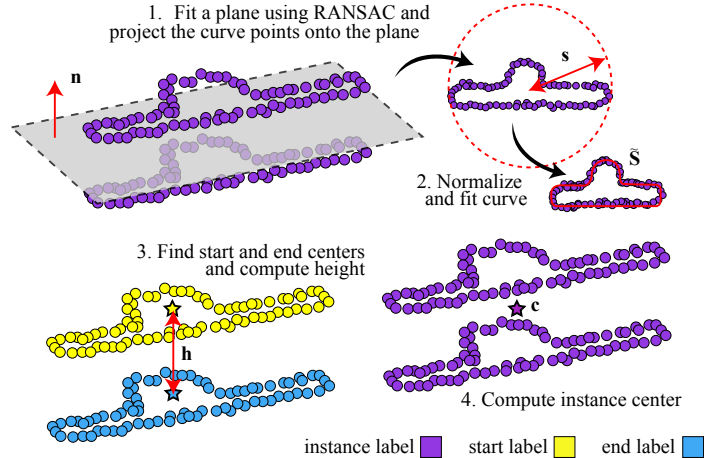 1. Fit a plane using RANSAC and
project the curve points onto the plane
n
s
S̃
2. Normalize
and fit curve
3. Find start and end centers
and compute height
h
c
4. Compute instance center
instance label
start label
end label